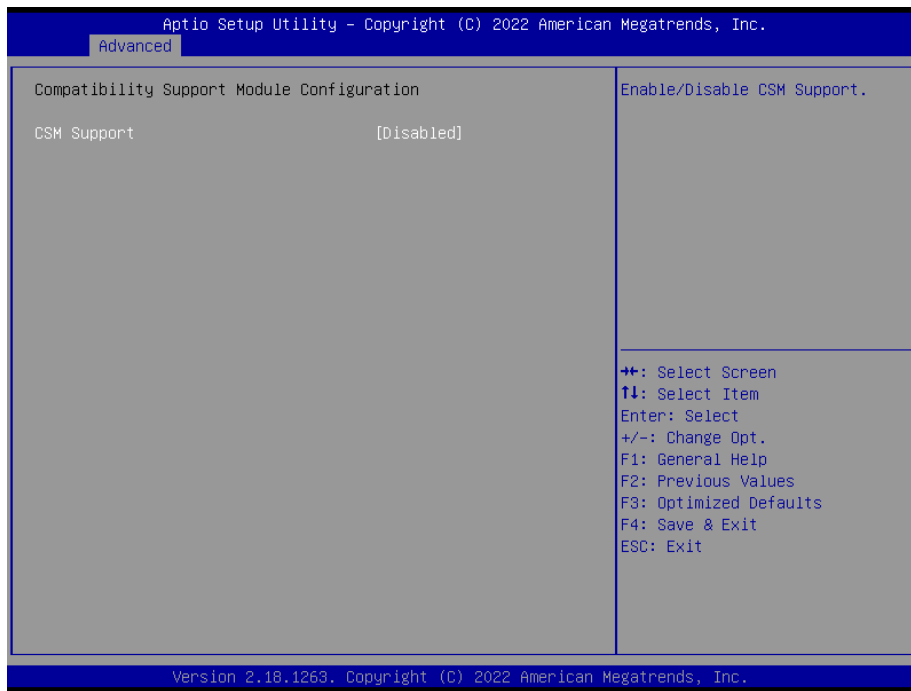 Aptio Setup Utility – Copyright (C) 2022 American Megatrends, Inc.
Advanced
Compatibility Support Module Configuration
CSM Support [Disabled]
Enable/Disable CSM Support.
→←: Select Screen
↑↓: Select Item
Enter: Select
+/-: Change Opt.
F1: General Help
F2: Previous Values
F3: Optimized Defaults
F4: Save & Exit
ESC: Exit
Version 2.18.1263. Copyright (C) 2022 American Megatrends, Inc.